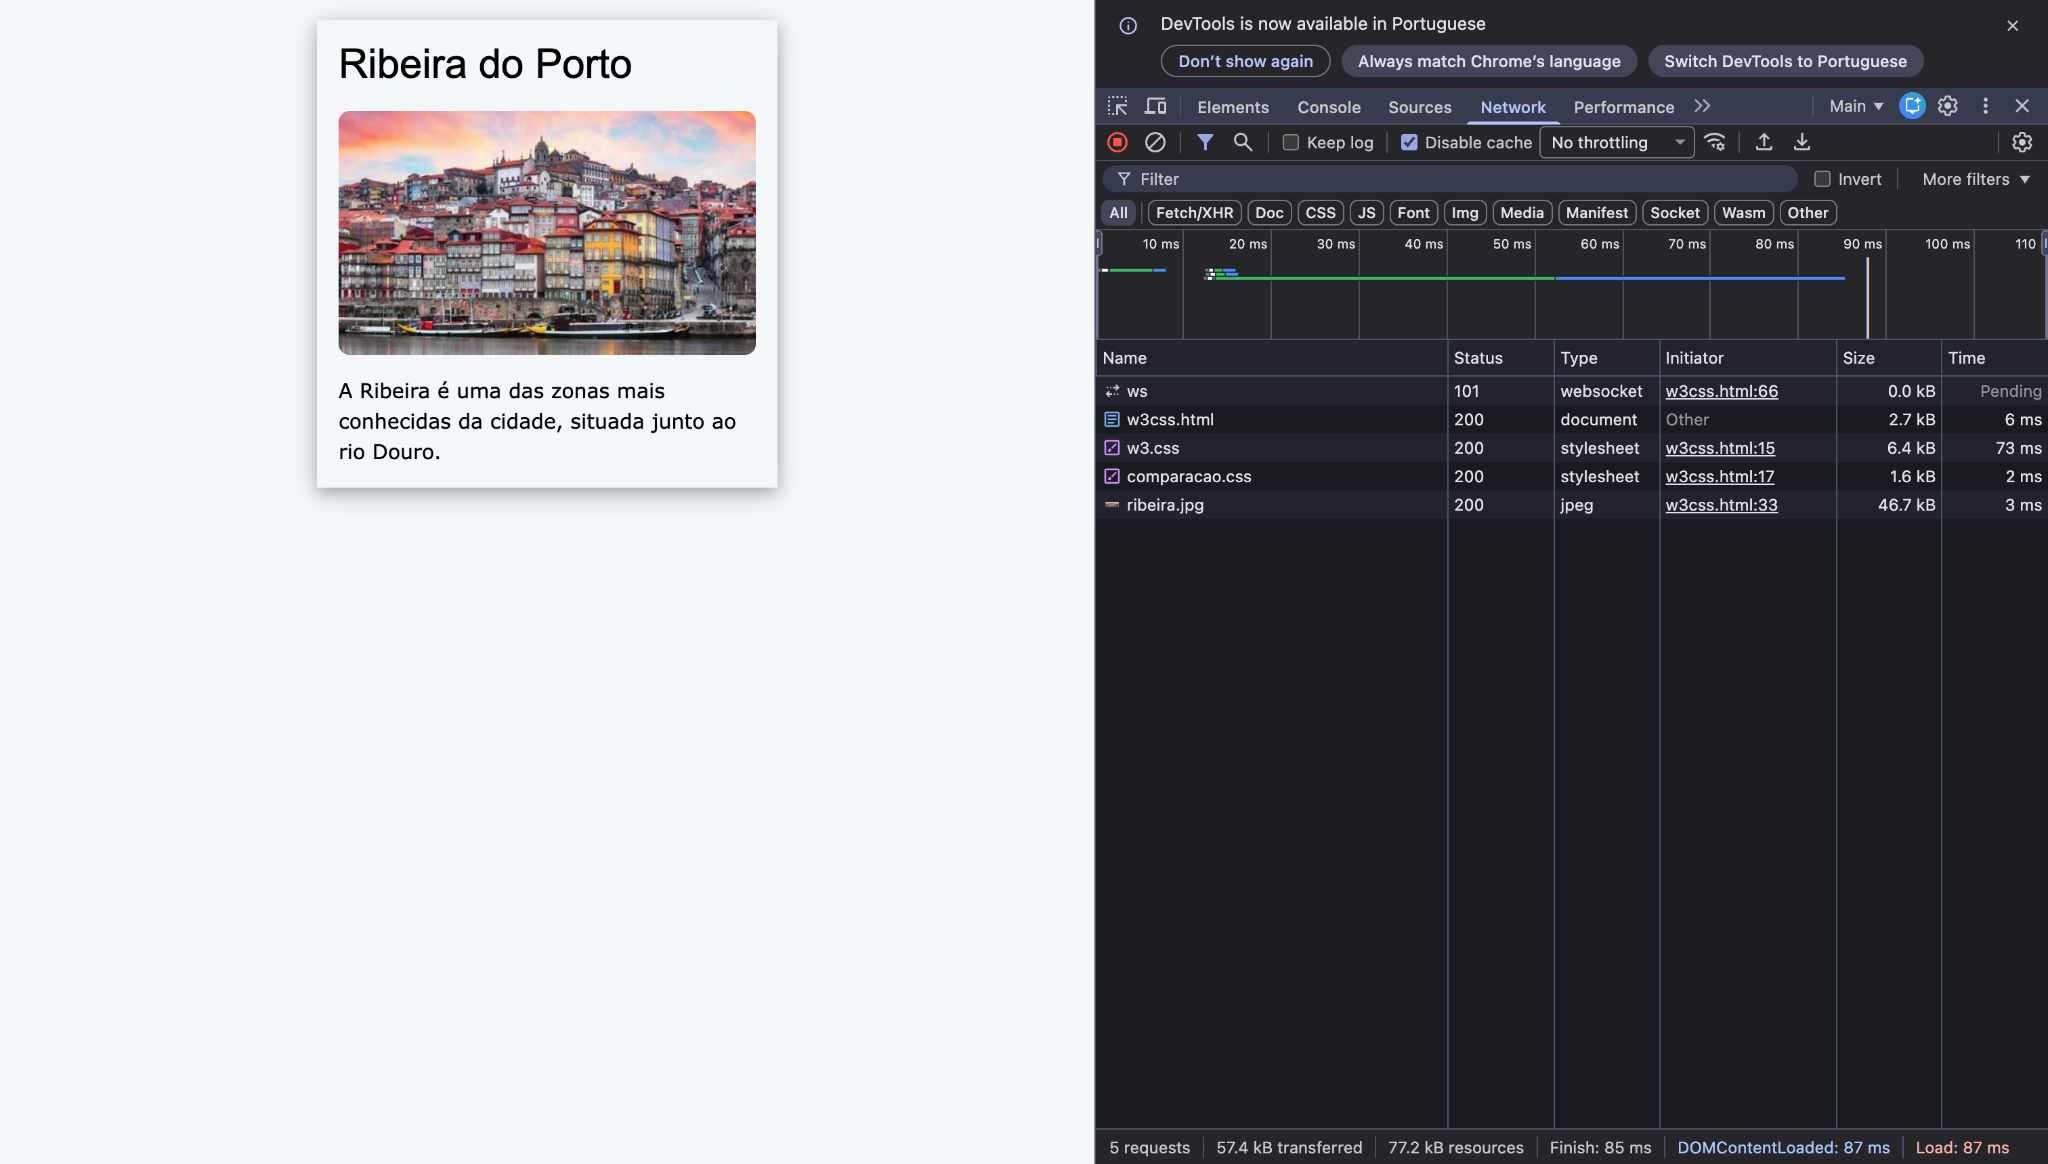 Ribeira do Porto
A Ribeira é uma das zonas mais
conhecidas da cidade, situada junto ao
rio Douro.
DevTools is now available in Portuguese
Don't show again Always match Chrome's language Switch DevTools to Portuguese
Elements Console Sources Network Performance Main
Keep log Disable cache No throttling
Filter Invert More filters
All Fetch/XHR Doc CSS JS Font Img Media Manifest Socket Wasm Other
10 ms 20 ms 30 ms 40 ms 50 ms 60 ms 70 ms 80 ms 90 ms 100 ms 110
Name Status Type Initiator Size Time
ws 101 websocket w3css.html:66 0.0 kB Pending
w3css.html 200 document Other 2.7 kB 6 ms
w3.css 200 stylesheet w3css.html:15 6.4 kB 73 ms
comparacao.css 200 stylesheet w3css.html:17 1.6 kB 2 ms
ribeira.jpg 200 jpeg w3css.html:33 46.7 kB 3 ms
5 requests 57.4 kB transferred 77.2 kB resources Finish: 85 ms DOMContentLoaded: 87 ms Load: 87 ms